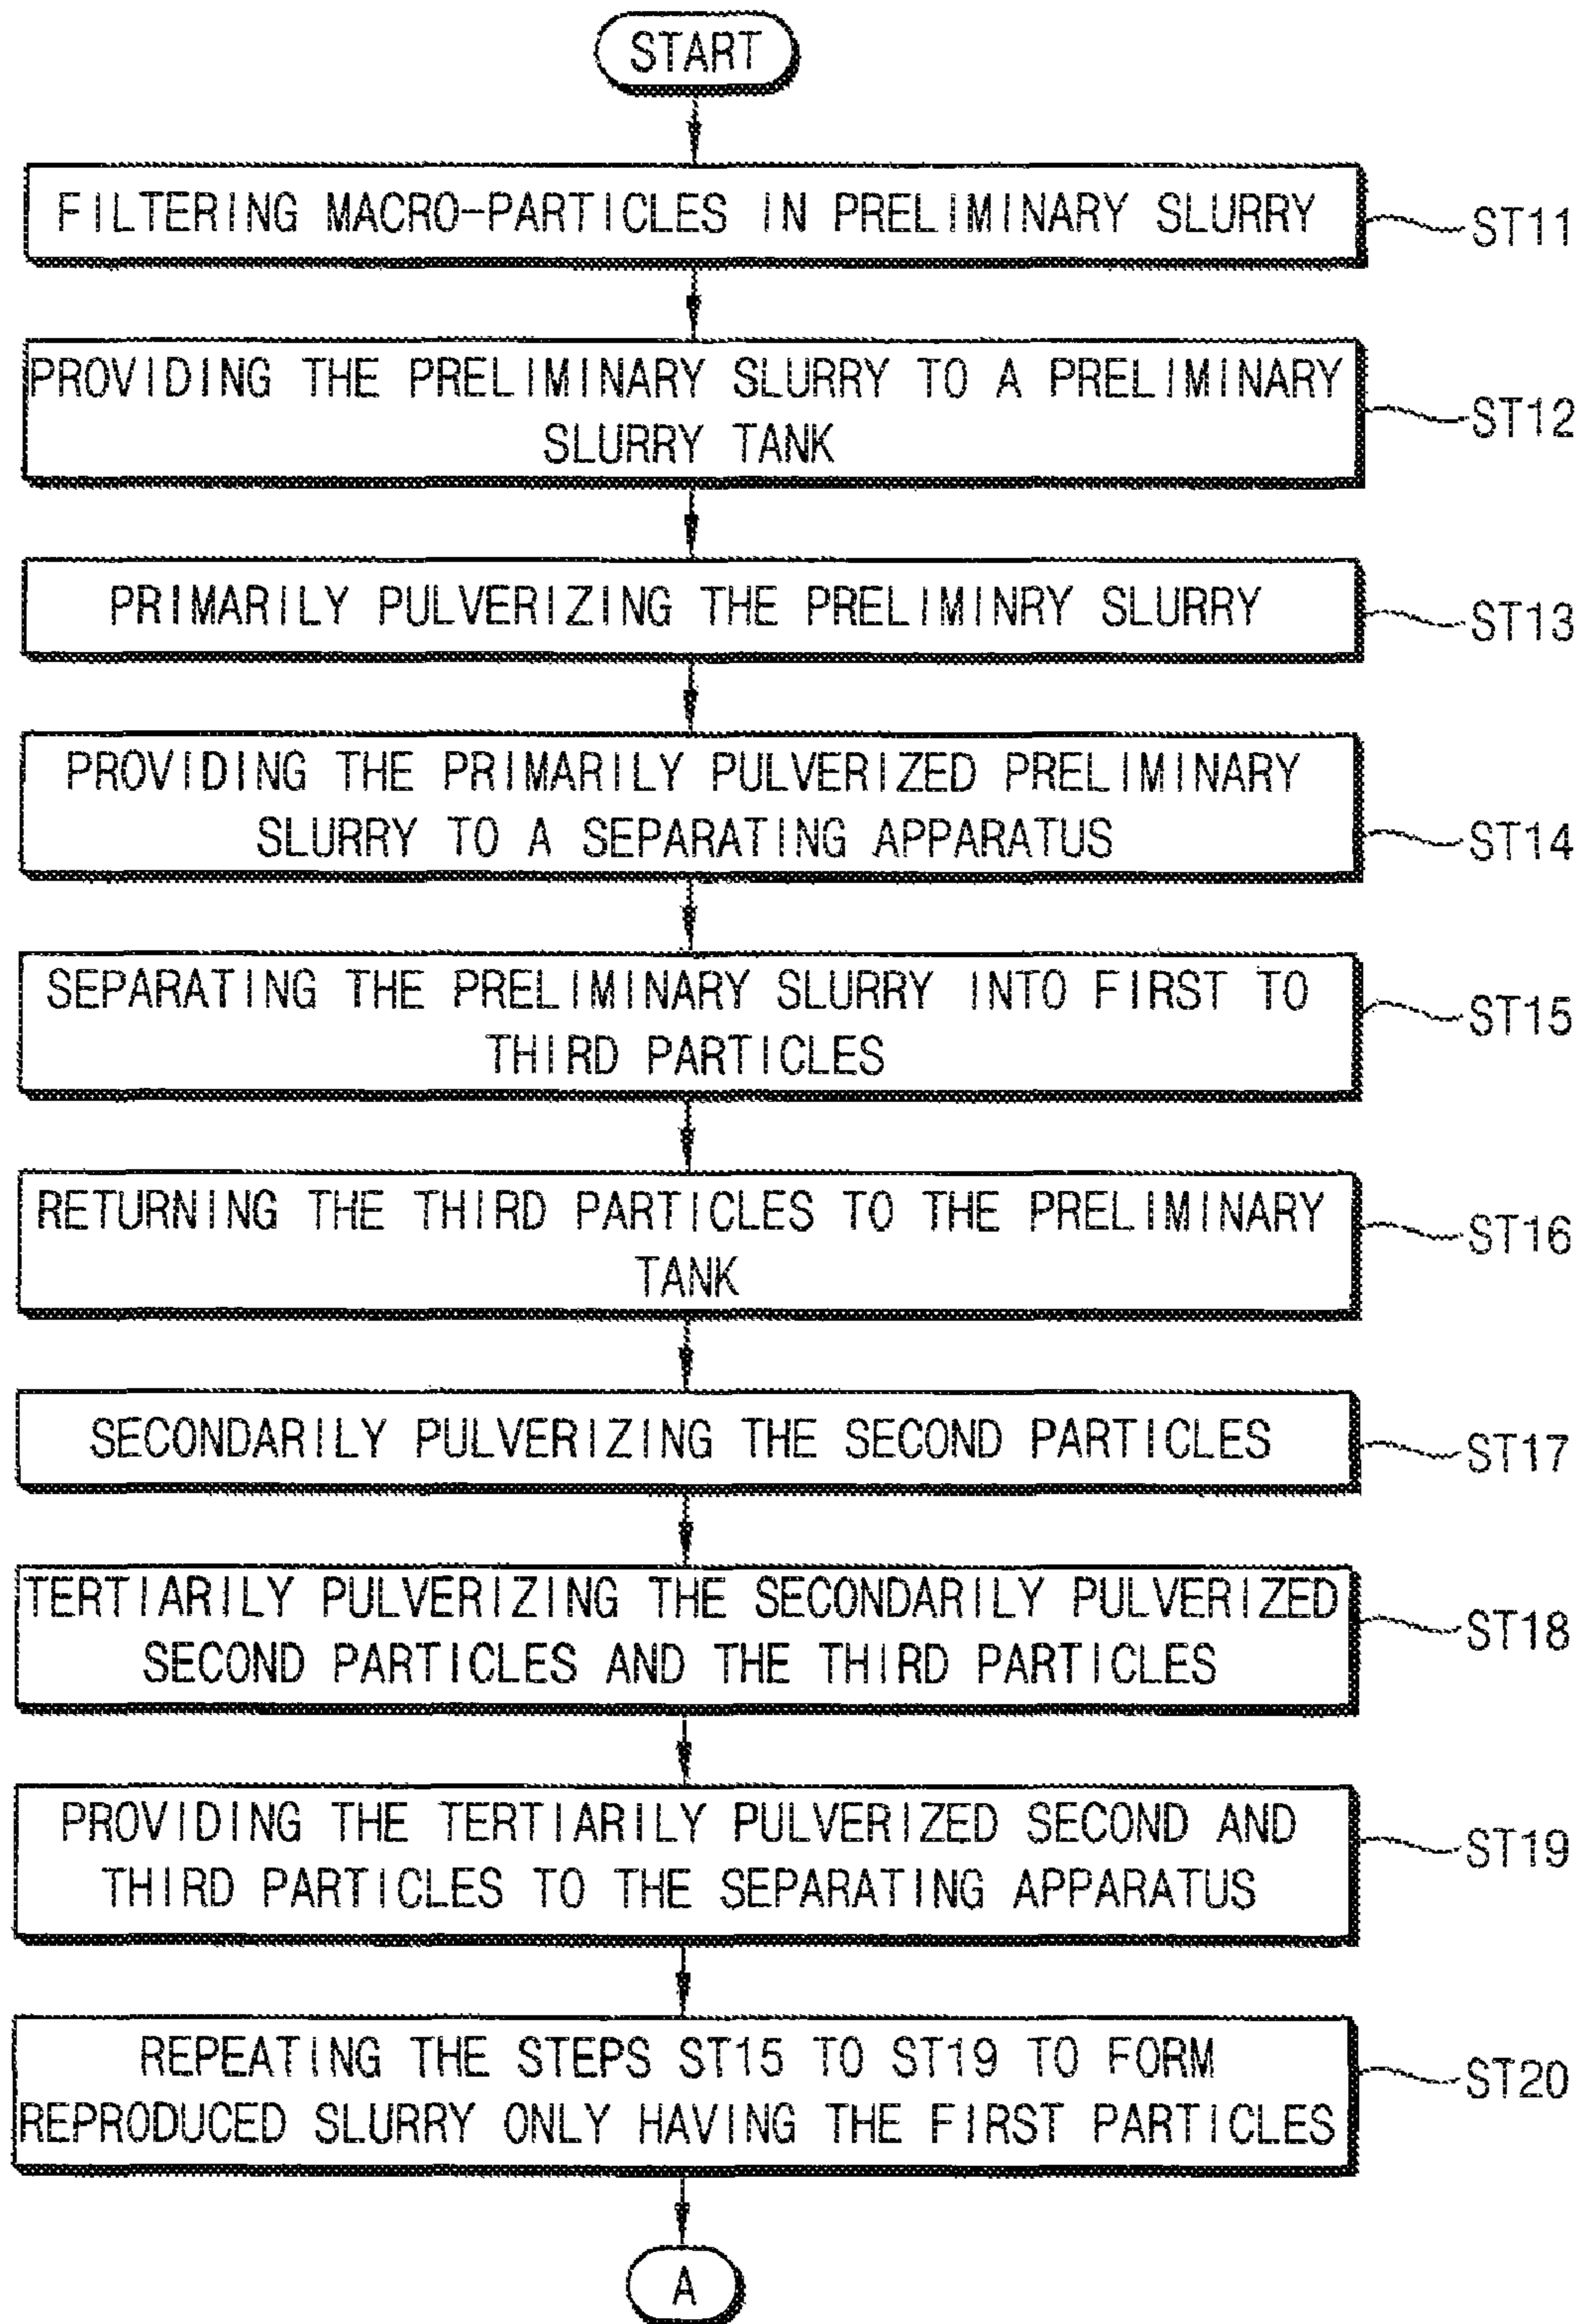 START
FILTERING MACRO-PARTICLES IN PRELIMINARY SLURRY
ST11
PROVIDING THE PRELIMINARY SLURRY TO A PRELIMINARY
SLURRY TANK
ST12
PRIMARILY PULVERIZING THE PRELIMINRY SLURRY
ST13
PROVIDING THE PRIMARILY PULVERIZED PRELIMINARY
SLURRY TO A SEPARATING APPARATUS
ST14
SEPARATING THE PRELIMINARY SLURRY INTO FIRST TO
THIRD PARTICLES
ST15
RETURNING THE THIRD PARTICLES TO THE PRELIMINARY
TANK
ST16
SECONDARILY PULVERIZING THE SECOND PARTICLES
ST17
TERTIARILY PULVERIZING THE SECONDARILY PULVERIZED
SECOND PARTICLES AND THE THIRD PARTICLES
ST18
PROVIDING THE TERTIARILY PULVERIZED SECOND AND
THIRD PARTICLES TO THE SEPARATING APPARATUS
ST19
REPEATING THE STEPS ST15 TO ST19 TO FORM
REPRODUCED SLURRY ONLY HAVING THE FIRST PARTICLES
ST20
A